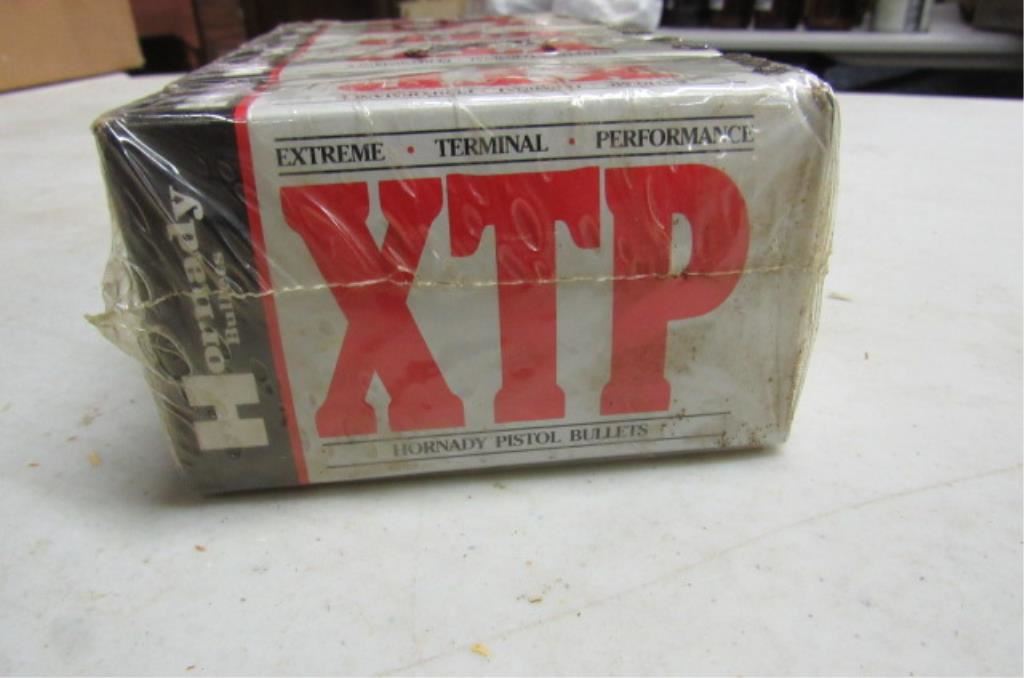 EXTREME • TERMINAL • PERFORMANCE
XTP
HORNADY PISTOL BULLETS
Hornady
Bullets